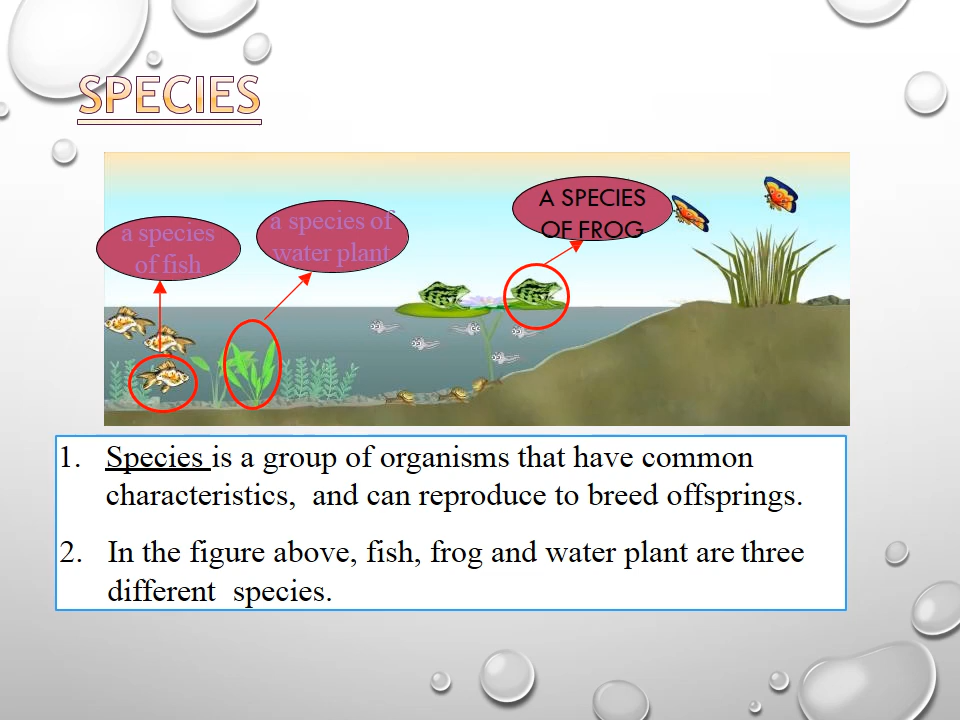 SPECIES
a species
of fish
a species of
water plant
A SPECIES
OF FROG
1. Species is a group of organisms that have common
characteristics, and can reproduce to breed offsprings.
2. In the figure above, fish, frog and water plant are three
different species.